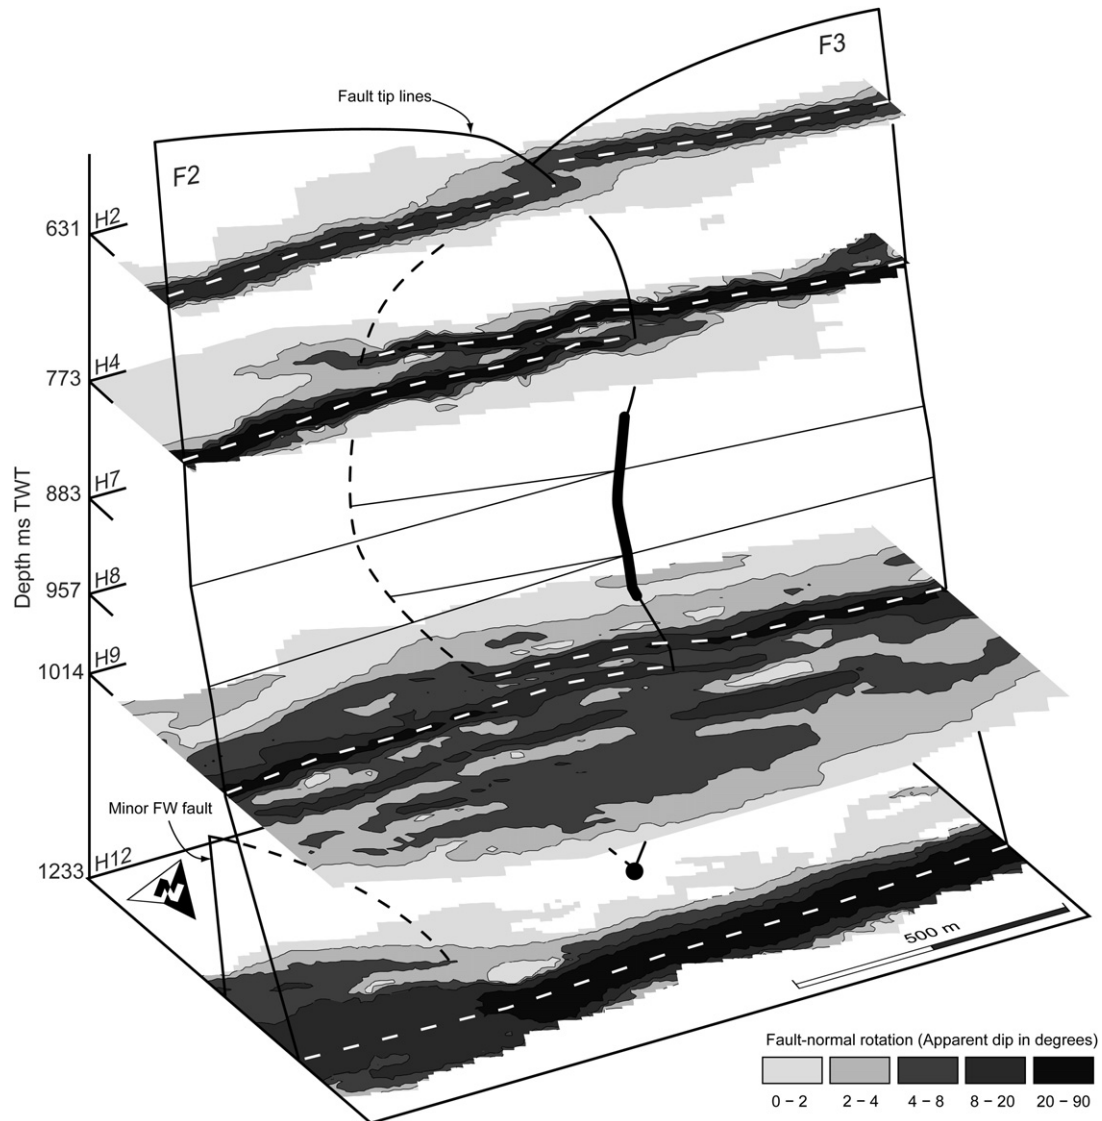 F3
Fault tip lines
F2
631
H2
773
H4
883
H7
957
H8
1014
H9
Depth ms TWT
Minor FW fault
1233
H12
N
500 m
Fault-normal rotation (Apparent dip in degrees)
0 – 2
2 – 4
4 – 8
8 – 20
20 – 90